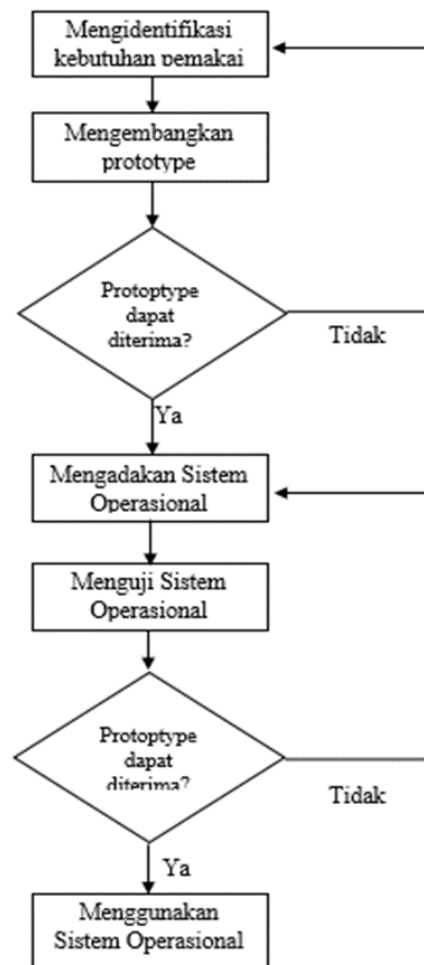 Mengidentifikasi
kebutuhan pemakai
Mengembangkan
prototype
Protoptype
dapat
diterima?
Tidak
Ya
Mengadakan Sistem
Operasional
Menguji Sistem
Operasional
Protoptype
dapat
diterima?
Tidak
Ya
Menggunakan
Sistem Operasional